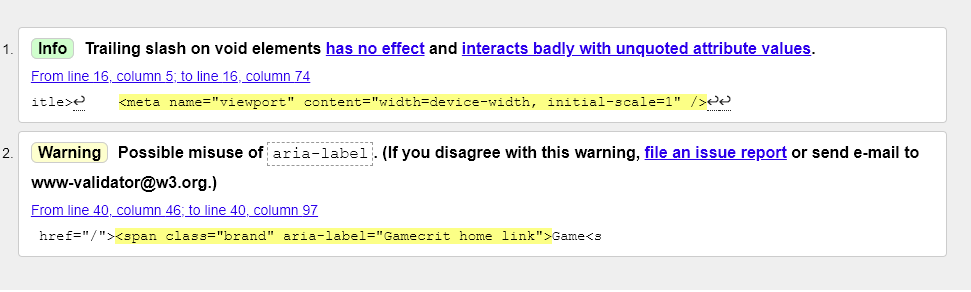 1. Info Trailing slash on void elements has no effect and interacts badly with unquoted attribute values.
From line 16, column 5; to line 16, column 74
itle>↩ <meta name="viewport" content="width=device-width, initial-scale=1" />↩↩
2. Warning Possible misuse of aria-label. (If you disagree with this warning, file an issue report or send e-mail to
www-validator@w3.org.)
From line 40, column 46; to line 40, column 97
href="/"><span class="brand" aria-label="Gamecrit home link">Game<s